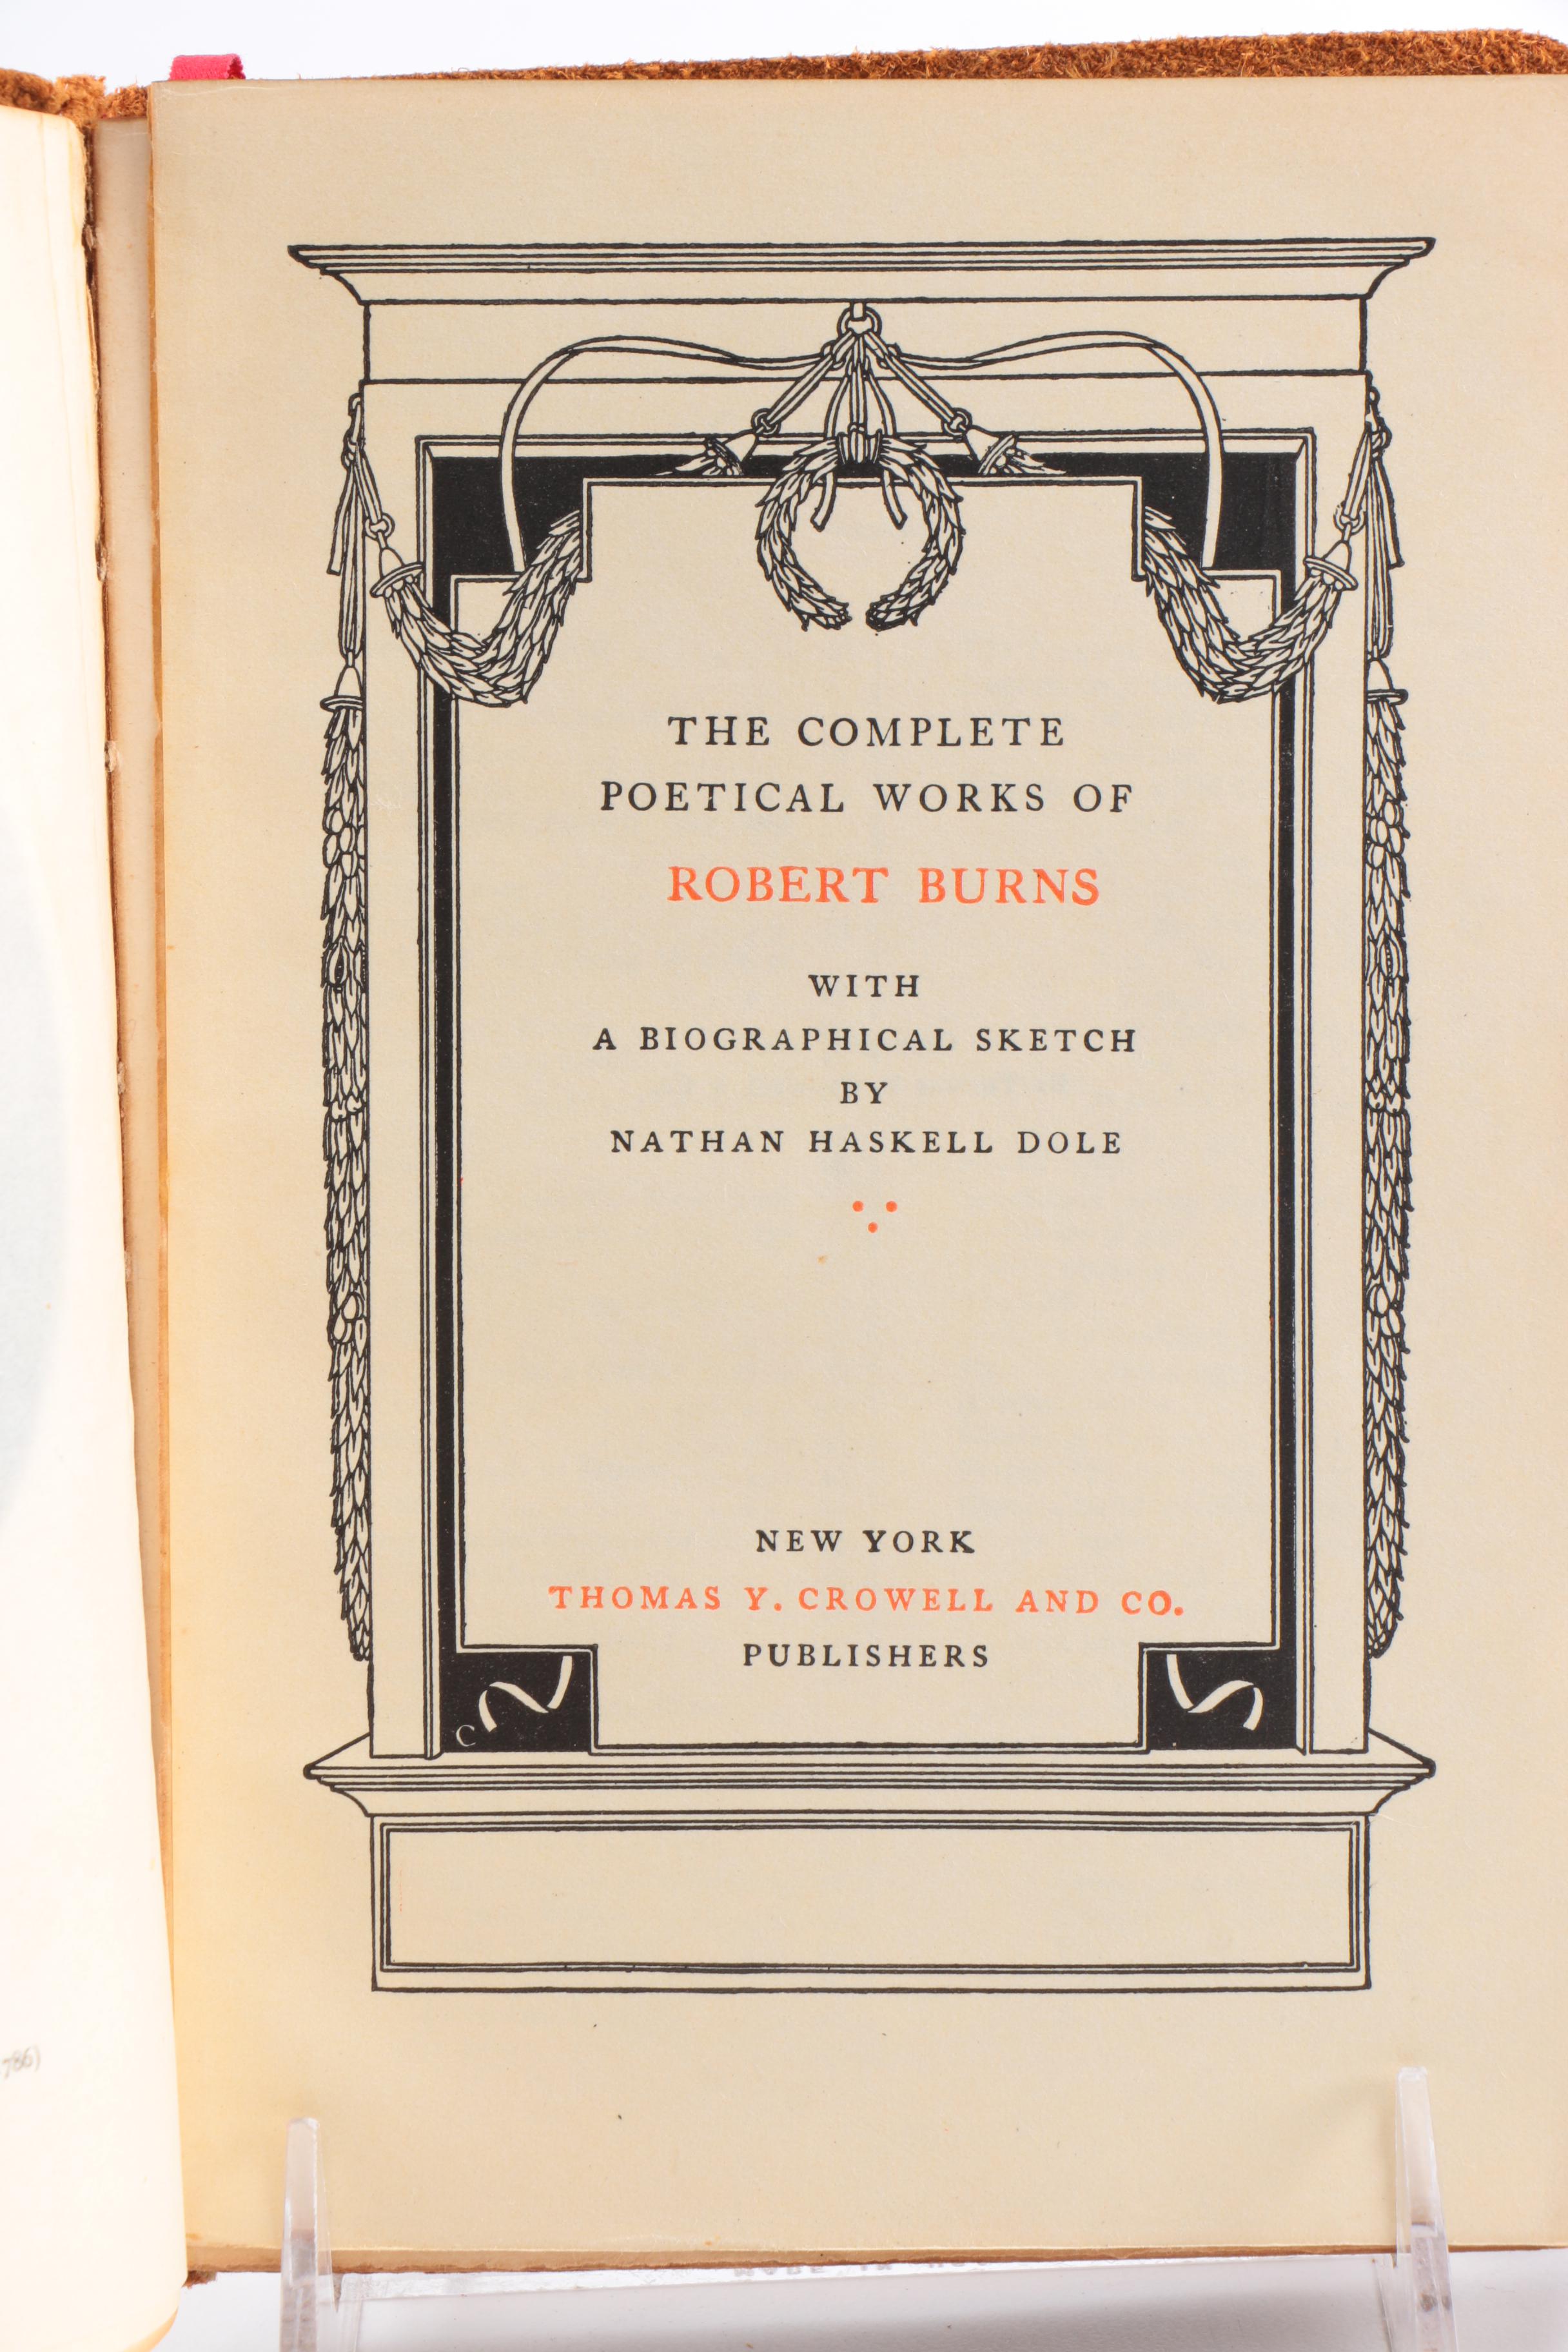 THE COMPLETE
POETICAL WORKS OF
ROBERT BURNS
WITH
A BIOGRAPHICAL SKETCH
BY
NATHAN HASKELL DOLE
NEW YORK
THOMAS Y. CROWELL AND CO.
PUBLISHERS
C
786)